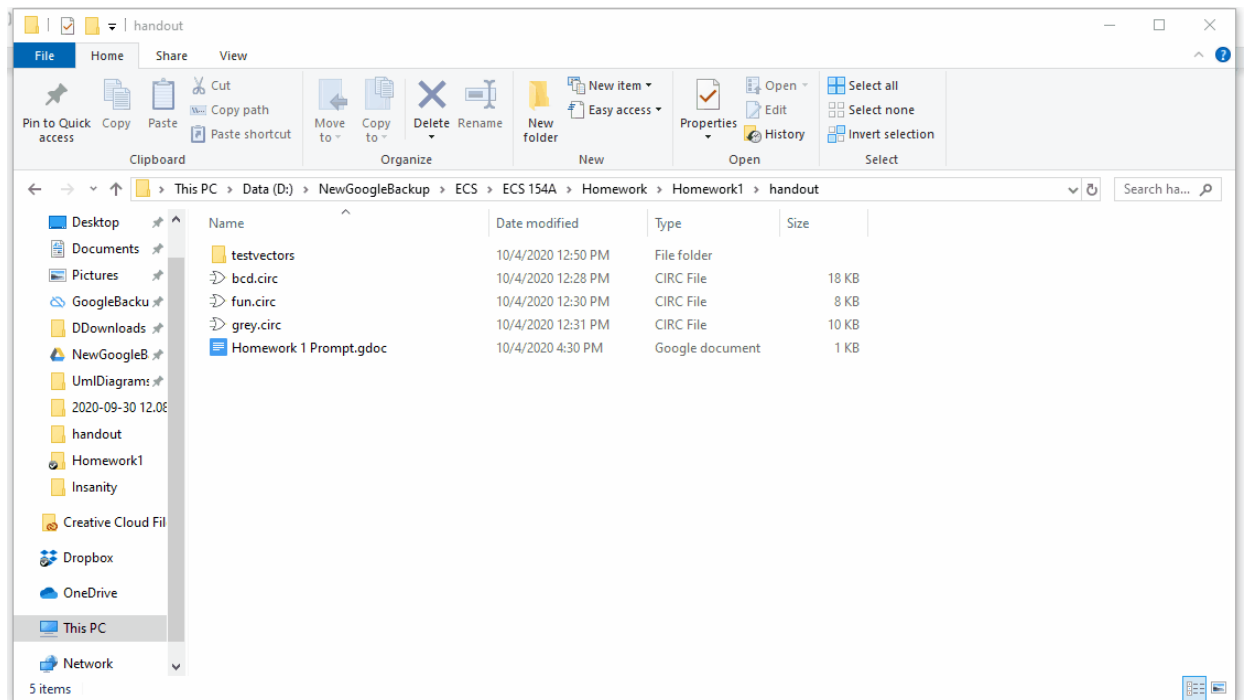 handout
File Home Share View
Pin to Quick access
Copy
Paste
Cut
Copy path
Paste shortcut
Clipboard
Move to
Copy to
Delete
Rename
Organize
New folder
New item
Easy access
New
Properties
Open
Edit
History
Open
Select all
Select none
Invert selection
Select
This PC > Data (D:) > NewGoogleBackup > ECS > ECS 154A > Homework > Homework1 > handout
Search ha...
Desktop
Documents
Pictures
GoogleBacku
DDownloads
NewGoogleB
UmlDiagrams
2020-09-30 12.08
handout
Homework1
Insanity
Creative Cloud Fil
Dropbox
OneDrive
This PC
Network
Name Date modified Type Size
testvectors 10/4/2020 12:50 PM File folder
bcd.circ 10/4/2020 12:28 PM CIRC File 18 KB
fun.circ 10/4/2020 12:30 PM CIRC File 8 KB
grey.circ 10/4/2020 12:31 PM CIRC File 10 KB
Homework 1 Prompt.gdoc 10/4/2020 4:30 PM Google document 1 KB
5 items